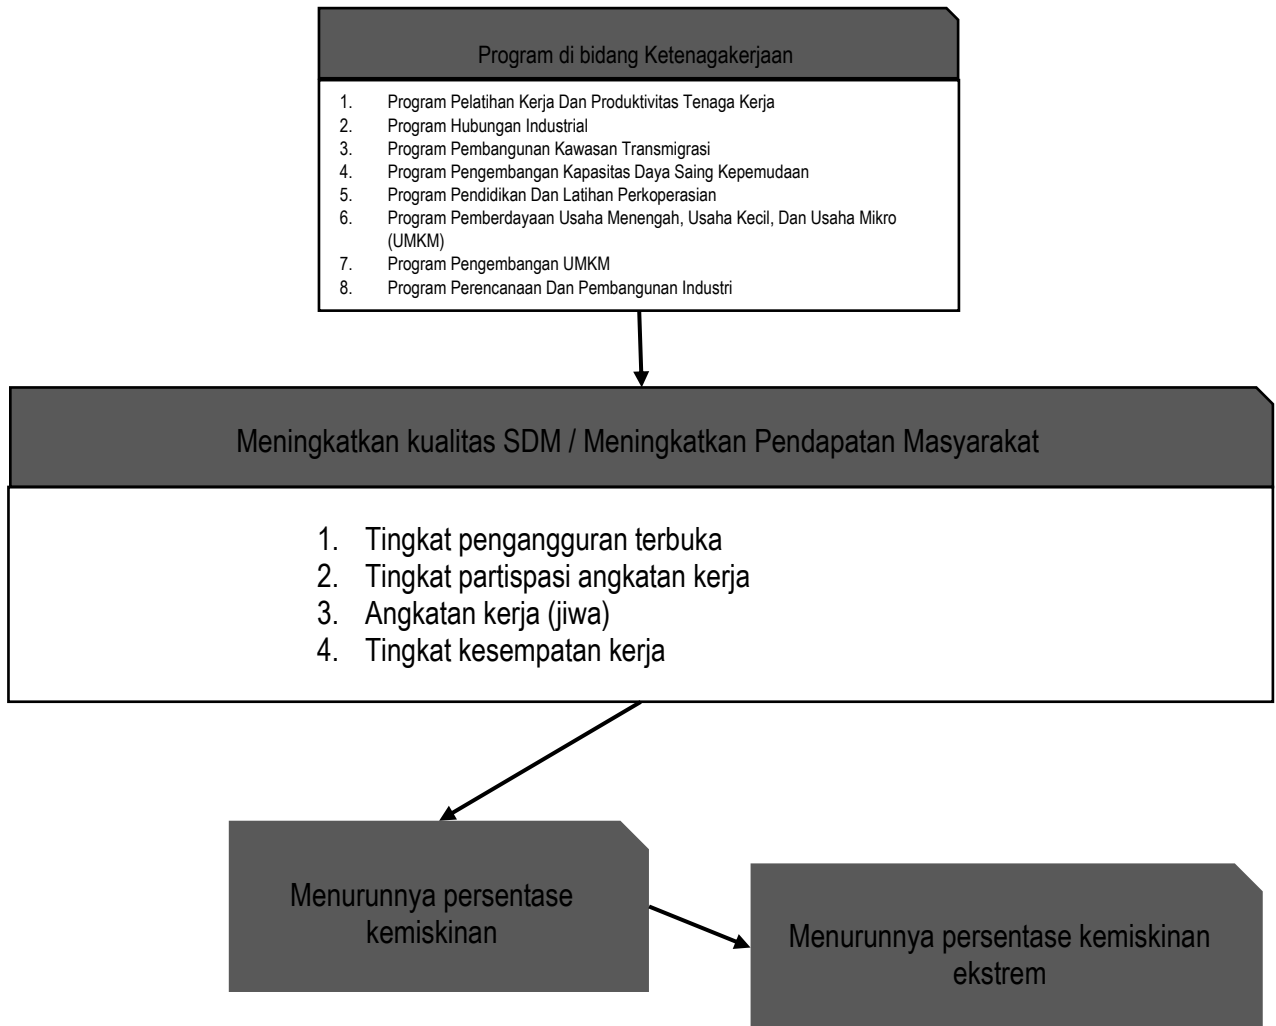 Program di bidang Ketenagakerjaan
1. Program Pelatihan Kerja Dan Produktivitas Tenaga Kerja
2. Program Hubungan Industrial
3. Program Pembangunan Kawasan Transmigrasi
4. Program Pengembangan Kapasitas Daya Saing Kepemudaan
5. Program Pendidikan Dan Latihan Perkoperasian
6. Program Pemberdayaan Usaha Menengah, Usaha Kecil, Dan Usaha Mikro
(UMKM)
7. Program Pengembangan UMKM
8. Program Perencanaan Dan Pembangunan Industri
Meningkatkan kualitas SDM / Meningkatkan Pendapatan Masyarakat
1. Tingkat pengangguran terbuka
2. Tingkat partispasi angkatan kerja
3. Angkatan kerja (jiwa)
4. Tingkat kesempatan kerja
Menurunnya persentase
kemiskinan
Menurunnya persentase kemiskinan
ekstrem